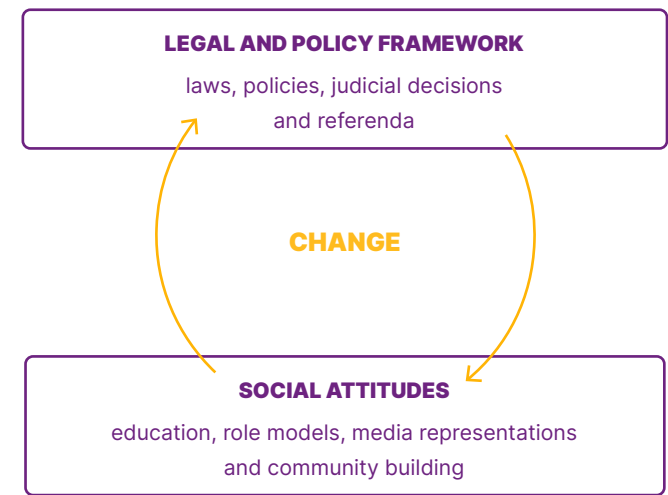 LEGAL AND POLICY FRAMEWORK
laws, policies, judicial decisions
and referenda
CHANGE
SOCIAL ATTITUDES
education, role models, media representations
and community building